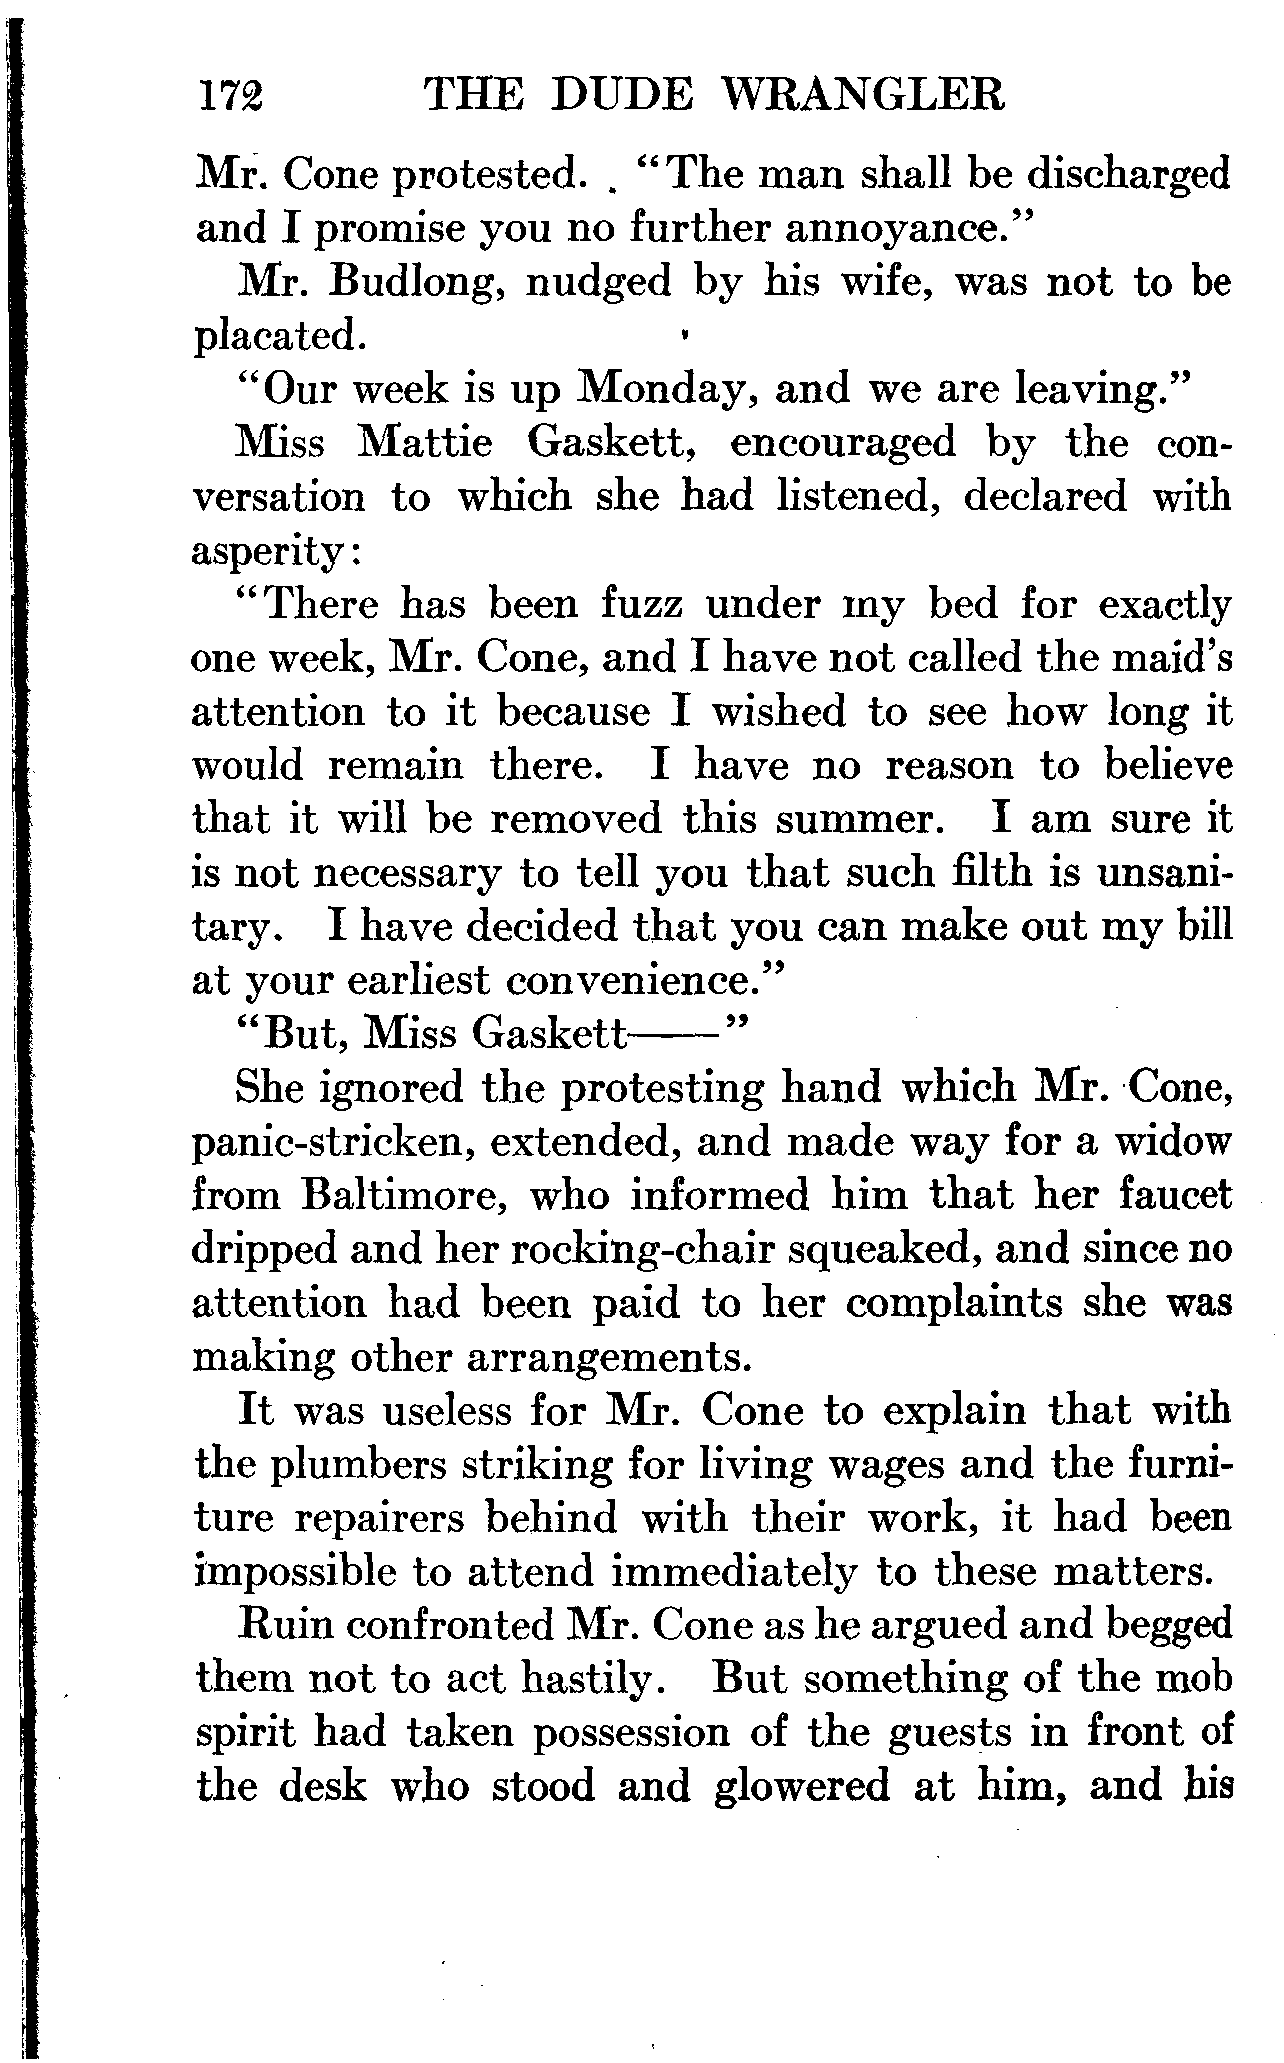 172 THE DUDE WRANGLER
Mr. Cone protested. . “The man shall be discharged
and I promise you no further annoyance.”
Mr. Budlong, nudged by his wife, was not to be
placated.
“Our week is up Monday, and we are leaving.”
Miss Mattie Gaskett, encouraged by the con-
versation to which she had listened, declared with
asperity:
“There has been fuzz under my bed for exactly
one week, Mr. Cone, and I have not called the maid’s
attention to it because I wished to see how long it
would remain there. I have no reason to believe
that it will be removed this summer. I am sure it
is not necessary to tell you that such filth is unsani-
tary. I have decided that you can make out my bill
at your earliest convenience.”
“But, Miss Gaskett——”
She ignored the protesting hand which Mr. Cone,
panic-stricken, extended, and made way for a widow
from Baltimore, who informed him that her faucet
dripped and her rocking-chair squeaked, and since no
attention had been paid to her complaints she was
making other arrangements.
It was useless for Mr. Cone to explain that with
the plumbers striking for living wages and the furni-
ture repairers behind with their work, it had been
impossible to attend immediately to these matters.
Ruin confronted Mr. Cone as he argued and begged
them not to act hastily. But something of the mob
spirit had taken possession of the guests in front of
the desk who stood and glowered at him, and his